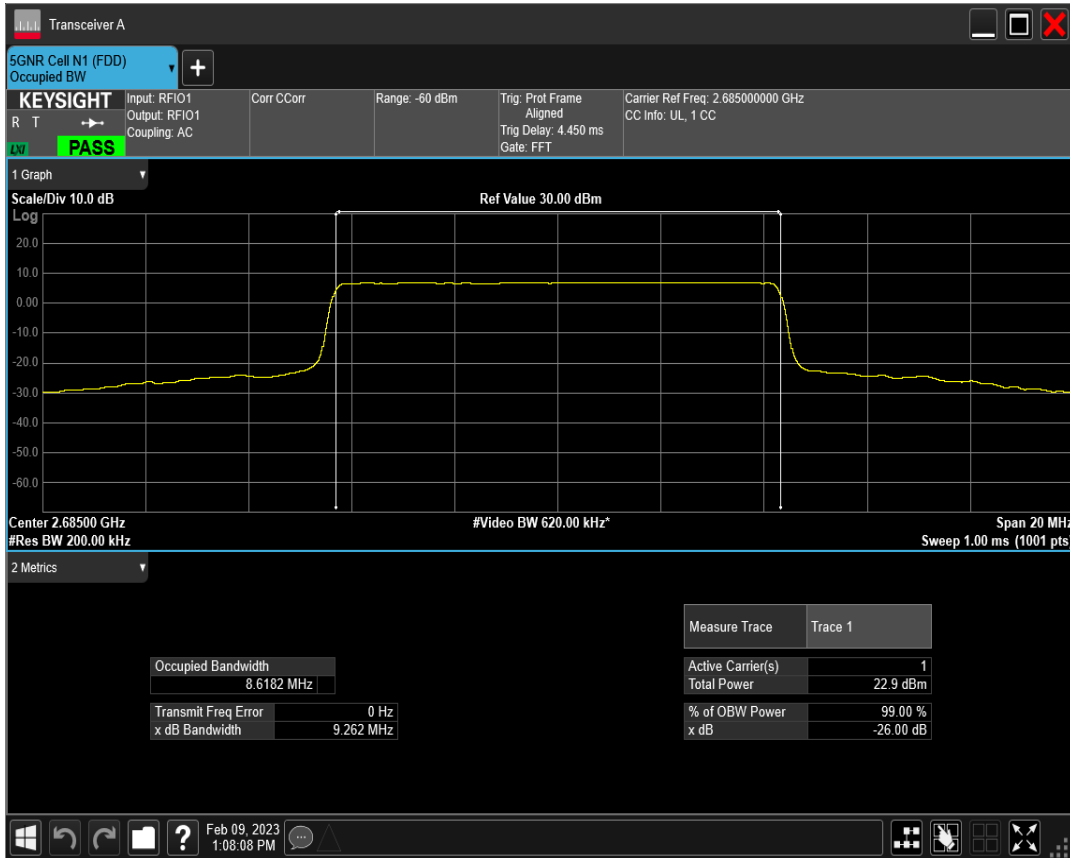 Transceiver A
5GNR Cell N1 (FDD)
Occupied BW
+
KEYSIGHT
R T
LXI
PASS
Input: RFIO1
Output: RFIO1
Coupling: AC
Corr CCorr
Range: -60 dBm
Trig: Prot Frame
Aligned
Trig Delay: 4.450 ms
Gate: FFT
Carrier Ref Freq: 2.685000000 GHz
CC Info: UL, 1 CC
1 Graph
Scale/Div 10.0 dB
Ref Value 30.00 dBm
Log
20.0
10.0
0.00
-10.0
-20.0
-30.0
-40.0
-50.0
-60.0
Center 2.68500 GHz
#Video BW 620.00 kHz*
Span 20 MHz
#Res BW 200.00 kHz
Sweep 1.00 ms (1001 pts)
2 Metrics
Measure Trace Trace 1
Occupied Bandwidth
8.6182 MHz
Active Carrier(s) 1
Total Power 22.9 dBm
Transmit Freq Error 0 Hz
x dB Bandwidth 9.262 MHz
% of OBW Power 99.00 %
x dB -26.00 dB
?
Feb 09, 2023
1:08:08 PM